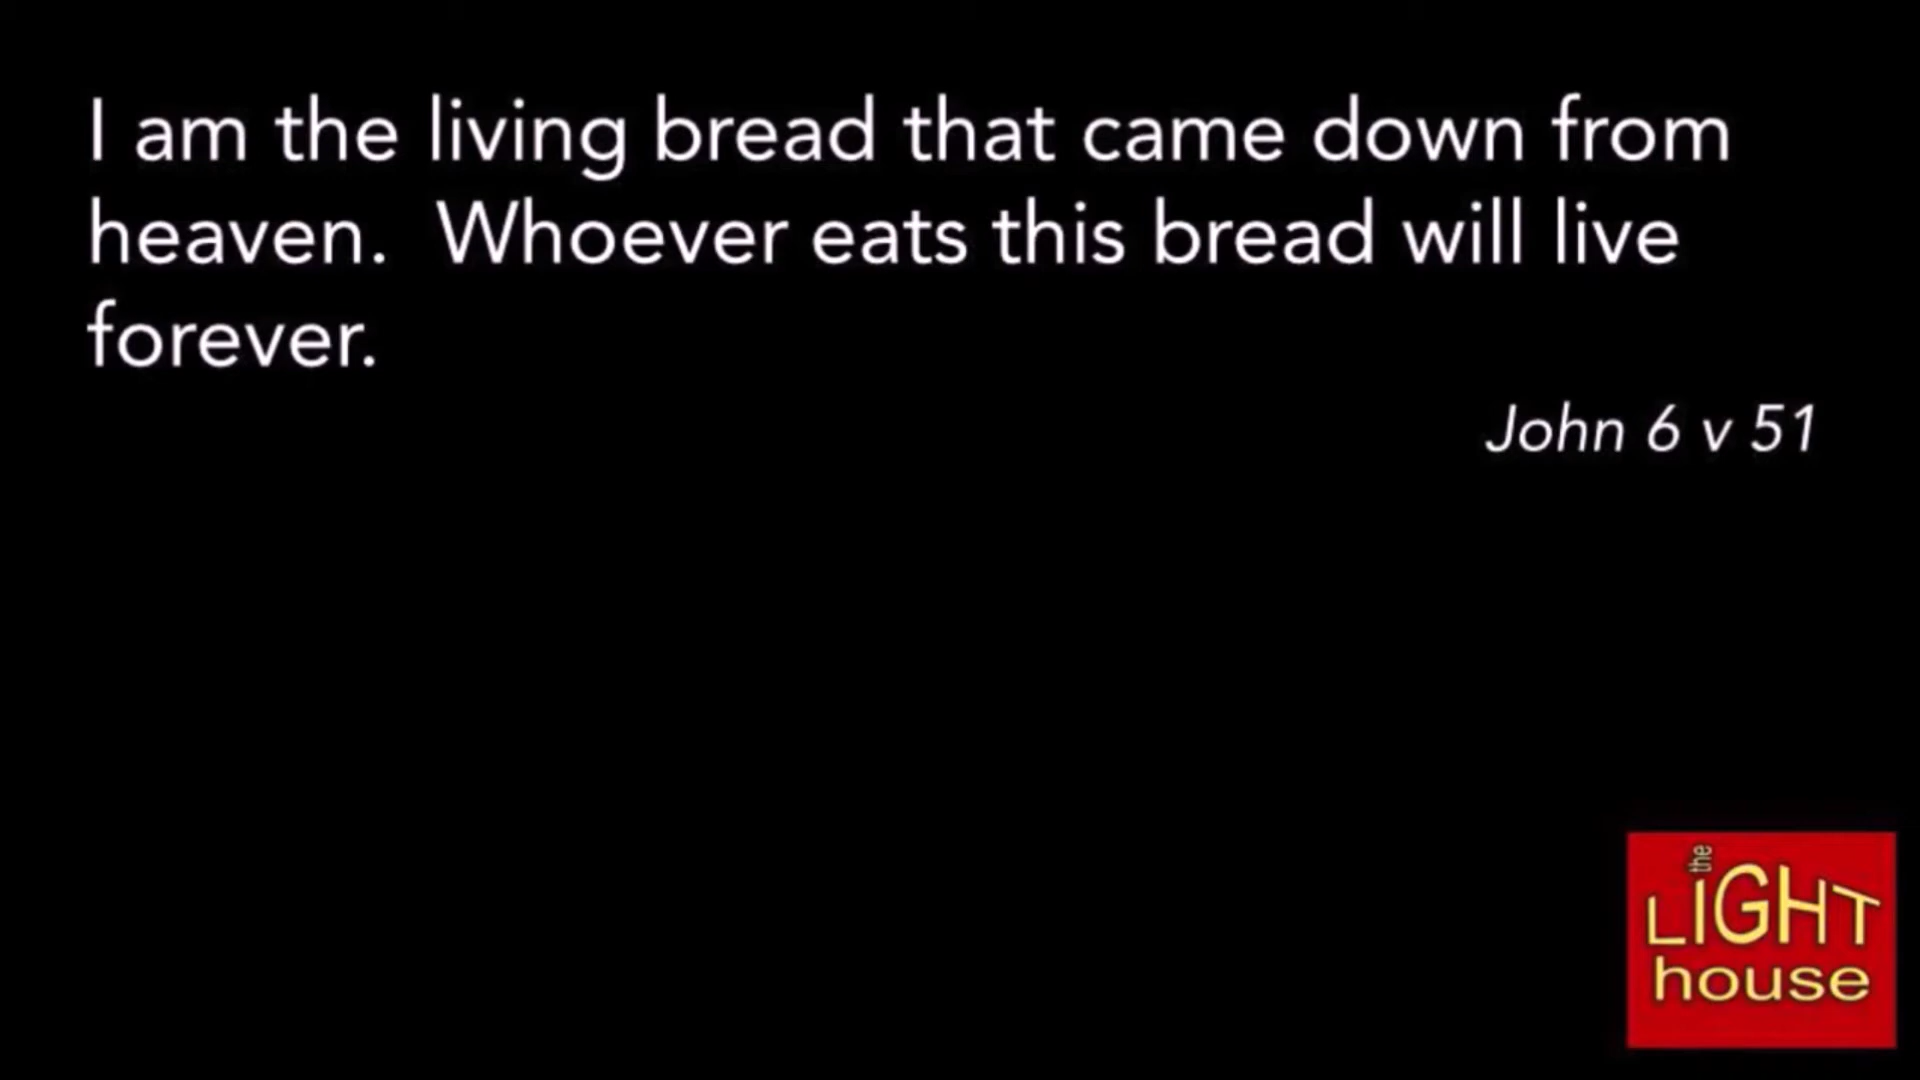 I am the living bread that came down from
heaven.  Whoever eats this bread will live
forever.
John 6 v 51
the
LIGHT
house